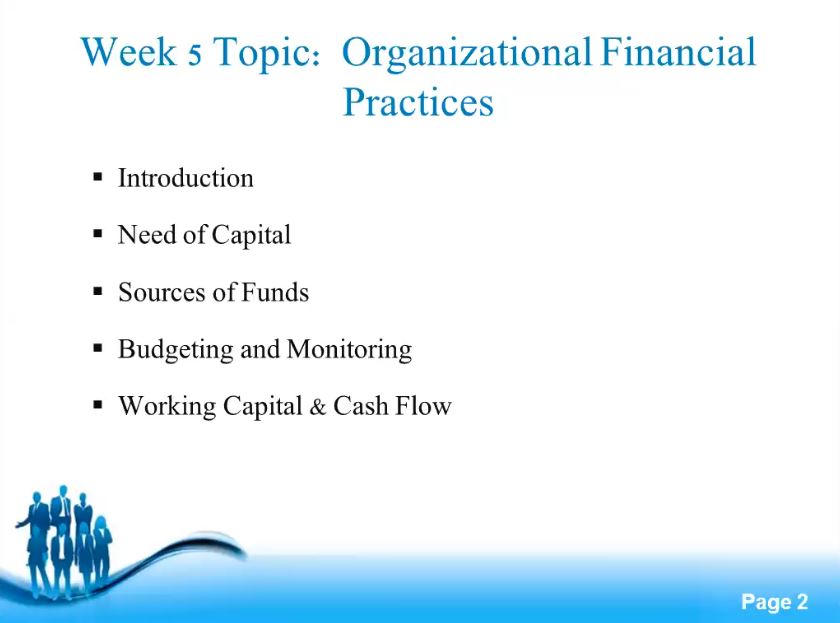 Week 5 Topic: Organizational Financial
Practices
▪ Introduction
▪ Need of Capital
▪ Sources of Funds
▪ Budgeting and Monitoring
▪ Working Capital & Cash Flow
Page 2